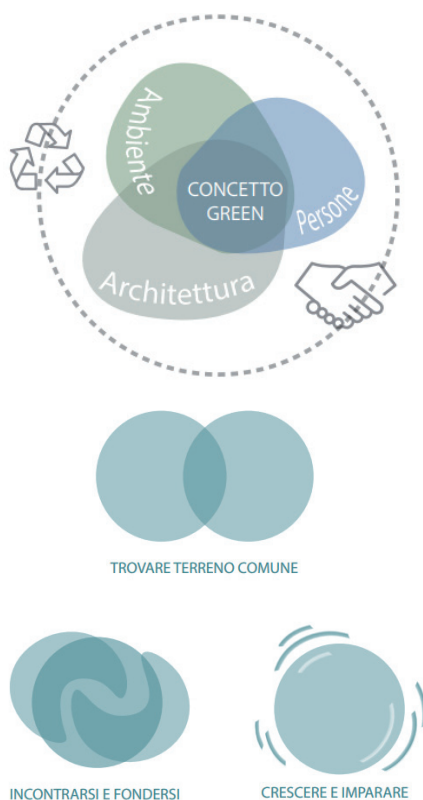 Ambiente
CONCETTO
GREEN
Persone
Architettura
TROVARE TERRENO COMUNE
INCONTRARSI E FONDERSI
CRESCERE E IMPARARE